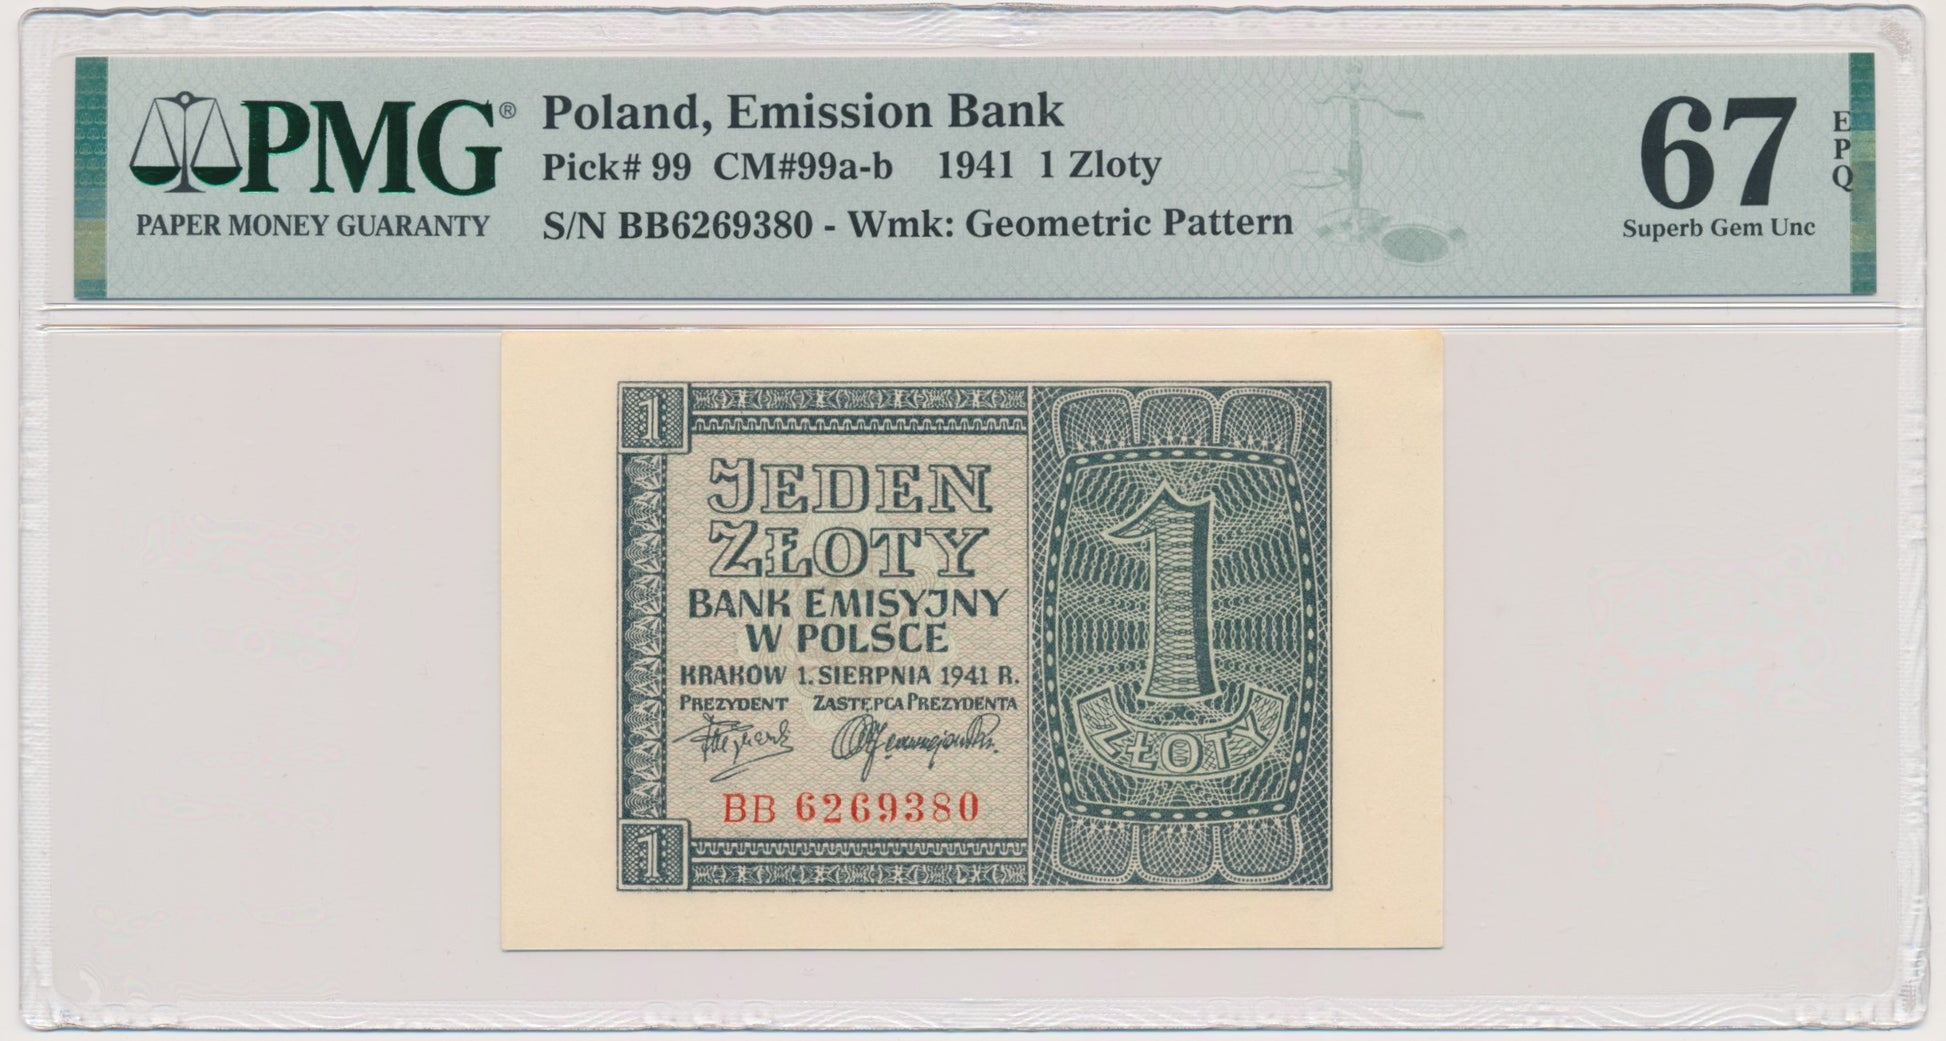 PMG®
PAPER MONEY GUARANTY
Poland, Emission Bank
Pick# 99 CM#99a-b 1941 1 Zloty
S/N BB6269380 - Wmk: Geometric Pattern
67
EPQ
Superb Gem Unc
1
JEDEN
ZŁOTY
BANK EMISYJNY
W POLSCE
KRAKÓW 1. SIERPNIA 1941 R.
PREZYDENT ZASTĘPCA PREZYDENTA
BB 6269380
1
1
ZŁOTY